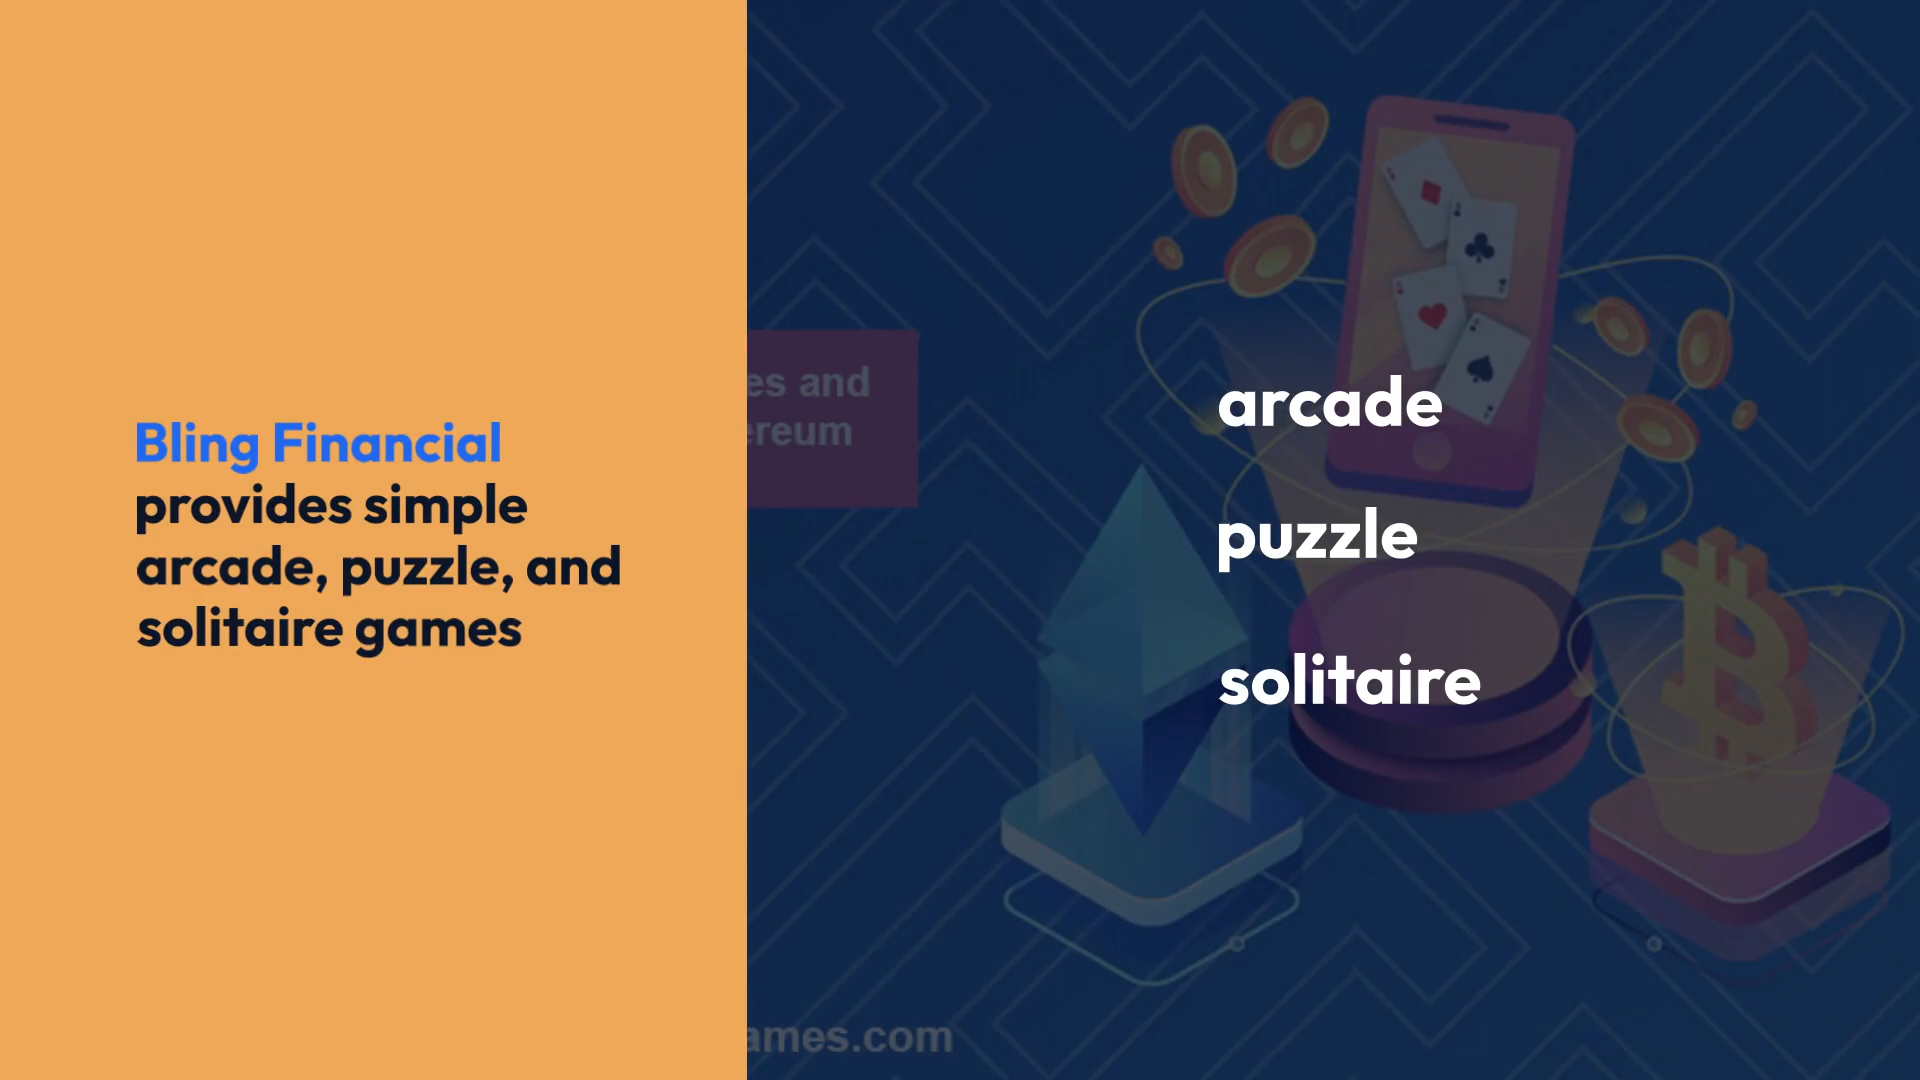 Bling Financial
provides simple
arcade, puzzle, and
solitaire games
es and
ereum
arcade
puzzle
solitaire
ames.com